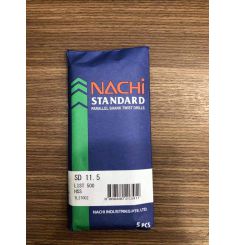 NACHi
STANDARD
PARALLEL SHANK TWIST DRILLS
SD 11.5
LIST 500
HSS
NACHI INDUSTRIES PTE. LTD
5 PCS